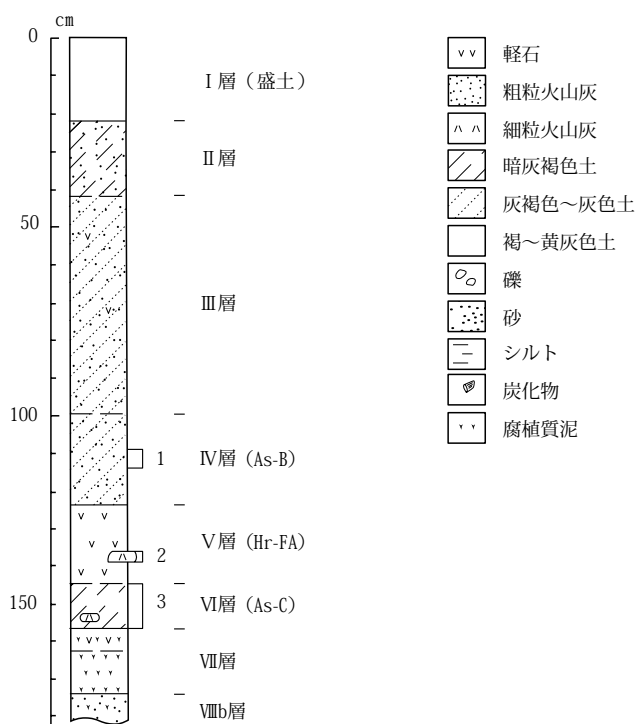 cm
0
50
100
150
Ⅰ層（盛土）
Ⅱ層
Ⅲ層
Ⅳ層（As-B）
Ⅴ層（Hr-FA）
Ⅵ層（As-C）
Ⅶ層
Ⅷb層
1
2
3
軽石
粗粒火山灰
細粒火山灰
暗灰褐色土
灰褐色～灰色土
褐～黄灰色土
礫
砂
シルト
炭化物
腐植質泥